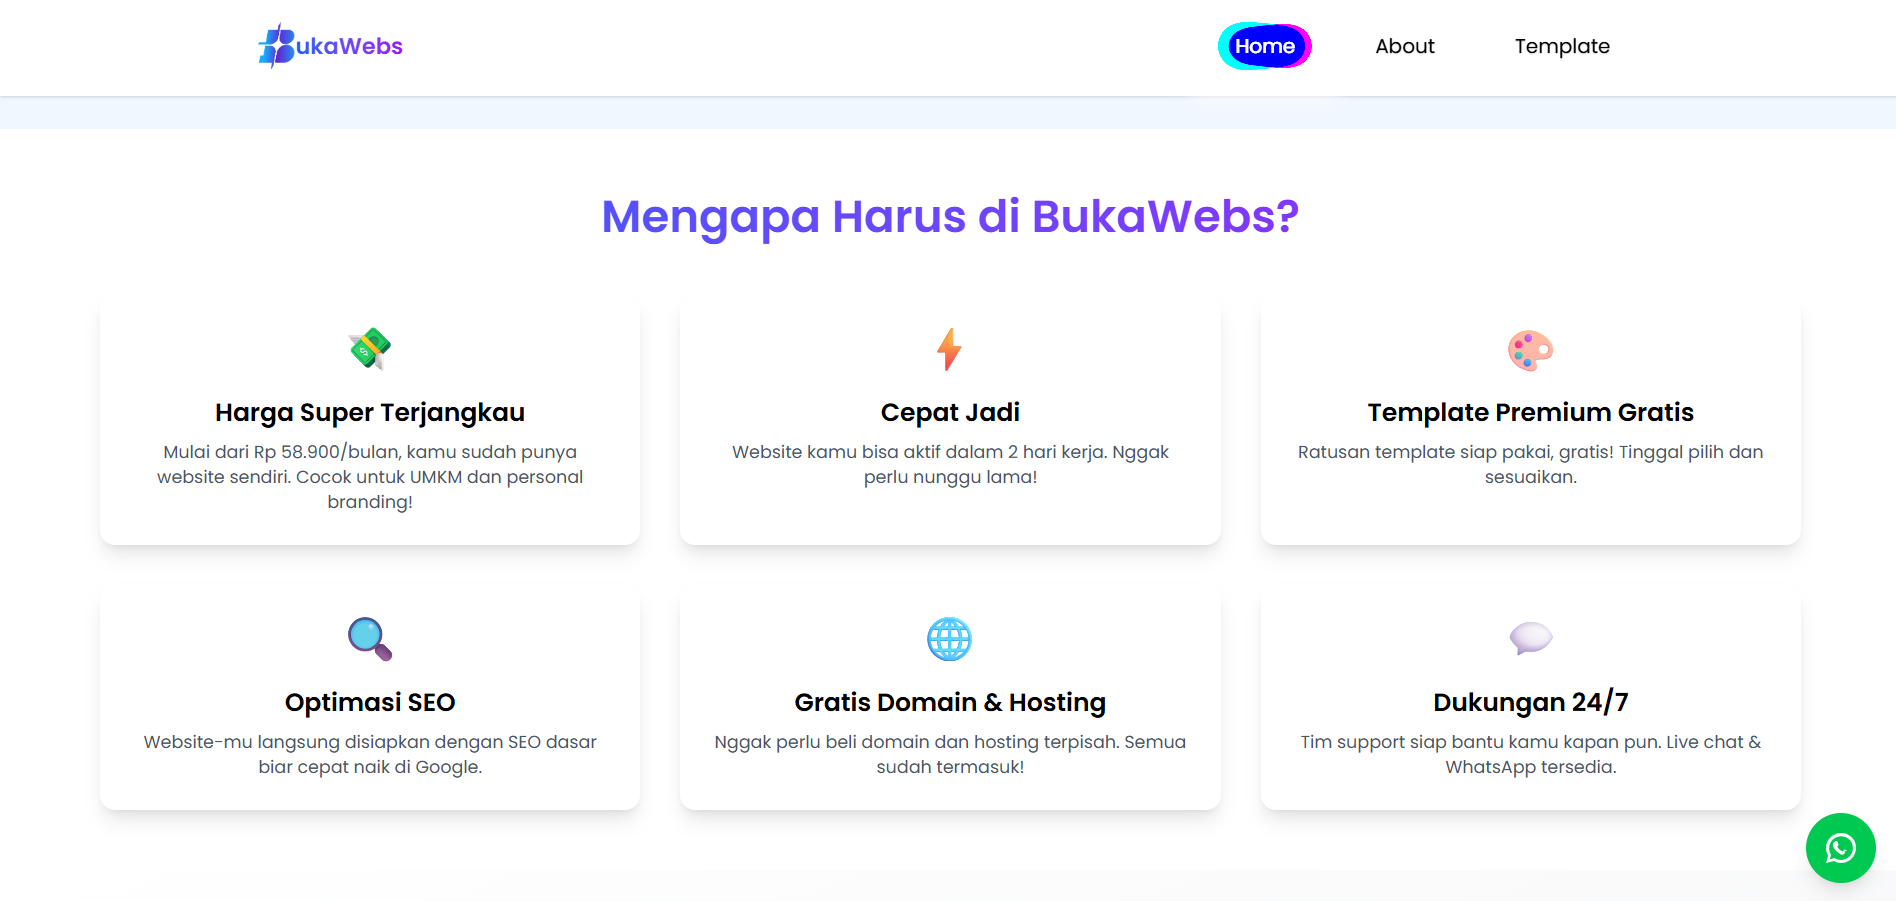 BukaWebs
Home
About
Template
Mengapa Harus di BukaWebs?
Harga Super Terjangkau
Mulai dari Rp 58.900/bulan, kamu sudah punya
website sendiri. Cocok untuk UMKM dan personal
branding!
Cepat Jadi
Website kamu bisa aktif dalam 2 hari kerja. Nggak
perlu nunggu lama!
Template Premium Gratis
Ratusan template siap pakai, gratis! Tinggal pilih dan
sesuaikan.
Optimasi SEO
Website-mu langsung disiapkan dengan SEO dasar
biar cepat naik di Google.
Gratis Domain & Hosting
Nggak perlu beli domain dan hosting terpisah. Semua
sudah termasuk!
Dukungan 24/7
Tim support siap bantu kamu kapan pun. Live chat &
WhatsApp tersedia.